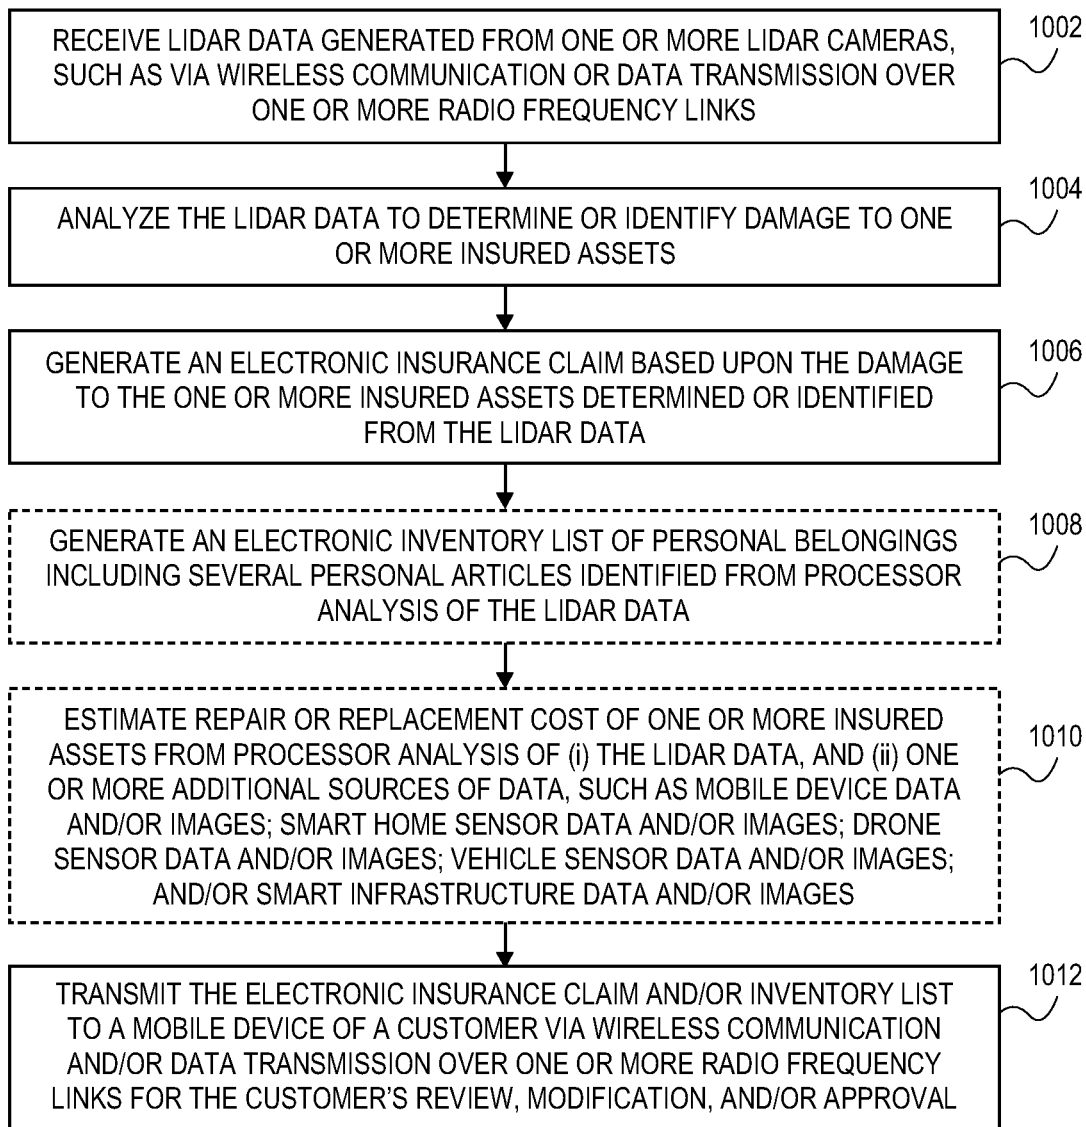 RECEIVE LIDAR DATA GENERATED FROM ONE OR MORE LIDAR CAMERAS,
SUCH AS VIA WIRELESS COMMUNICATION OR DATA TRANSMISSION OVER
ONE OR MORE RADIO FREQUENCY LINKS
1002
ANALYZE THE LIDAR DATA TO DETERMINE OR IDENTIFY DAMAGE TO ONE
OR MORE INSURED ASSETS
1004
GENERATE AN ELECTRONIC INSURANCE CLAIM BASED UPON THE DAMAGE
TO THE ONE OR MORE INSURED ASSETS DETERMINED OR IDENTIFIED
FROM THE LIDAR DATA
1006
GENERATE AN ELECTRONIC INVENTORY LIST OF PERSONAL BELONGINGS
INCLUDING SEVERAL PERSONAL ARTICLES IDENTIFIED FROM PROCESSOR
ANALYSIS OF THE LIDAR DATA
1008
ESTIMATE REPAIR OR REPLACEMENT COST OF ONE OR MORE INSURED
ASSETS FROM PROCESSOR ANALYSIS OF (i) THE LIDAR DATA, AND (ii) ONE
OR MORE ADDITIONAL SOURCES OF DATA, SUCH AS MOBILE DEVICE DATA
AND/OR IMAGES; SMART HOME SENSOR DATA AND/OR IMAGES; DRONE
SENSOR DATA AND/OR IMAGES; VEHICLE SENSOR DATA AND/OR IMAGES;
AND/OR SMART INFRASTRUCTURE DATA AND/OR IMAGES
1010
TRANSMIT THE ELECTRONIC INSURANCE CLAIM AND/OR INVENTORY LIST
TO A MOBILE DEVICE OF A CUSTOMER VIA WIRELESS COMMUNICATION
AND/OR DATA TRANSMISSION OVER ONE OR MORE RADIO FREQUENCY
LINKS FOR THE CUSTOMER'S REVIEW, MODIFICATION, AND/OR APPROVAL
1012